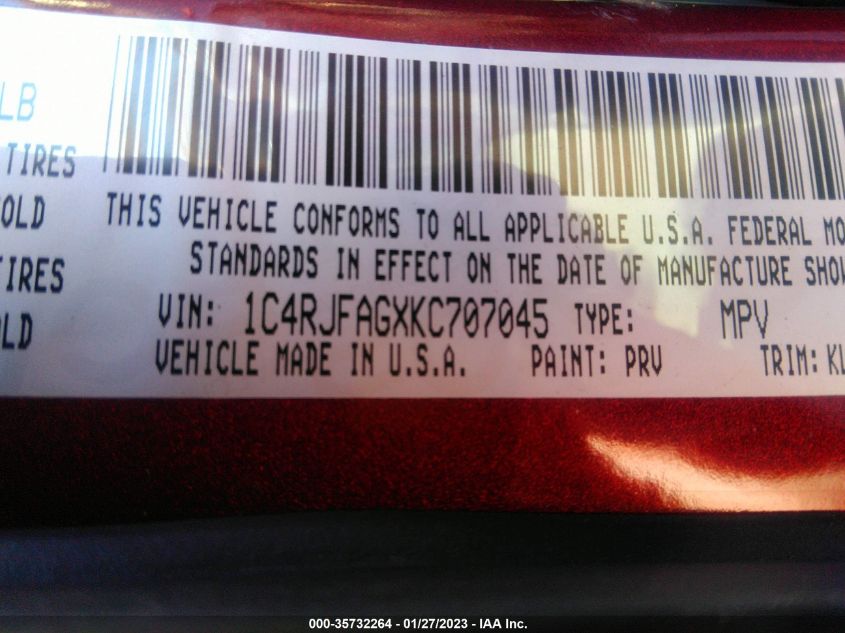 LB
TIRES
OLD
TIRES
LD
THIS VEHICLE CONFORMS TO ALL APPLICABLE U.S.A. FEDERAL MO
STANDARDS IN EFFECT ON THE DATE OF MANUFACTURE SHOW
VIN: 1C4RJFAGXKC707045 TYPE: MPV
VEHICLE MADE IN U.S.A. PAINT: PRV TRIM: KL
000-35732264 - 01/27/2023 - IAA Inc.